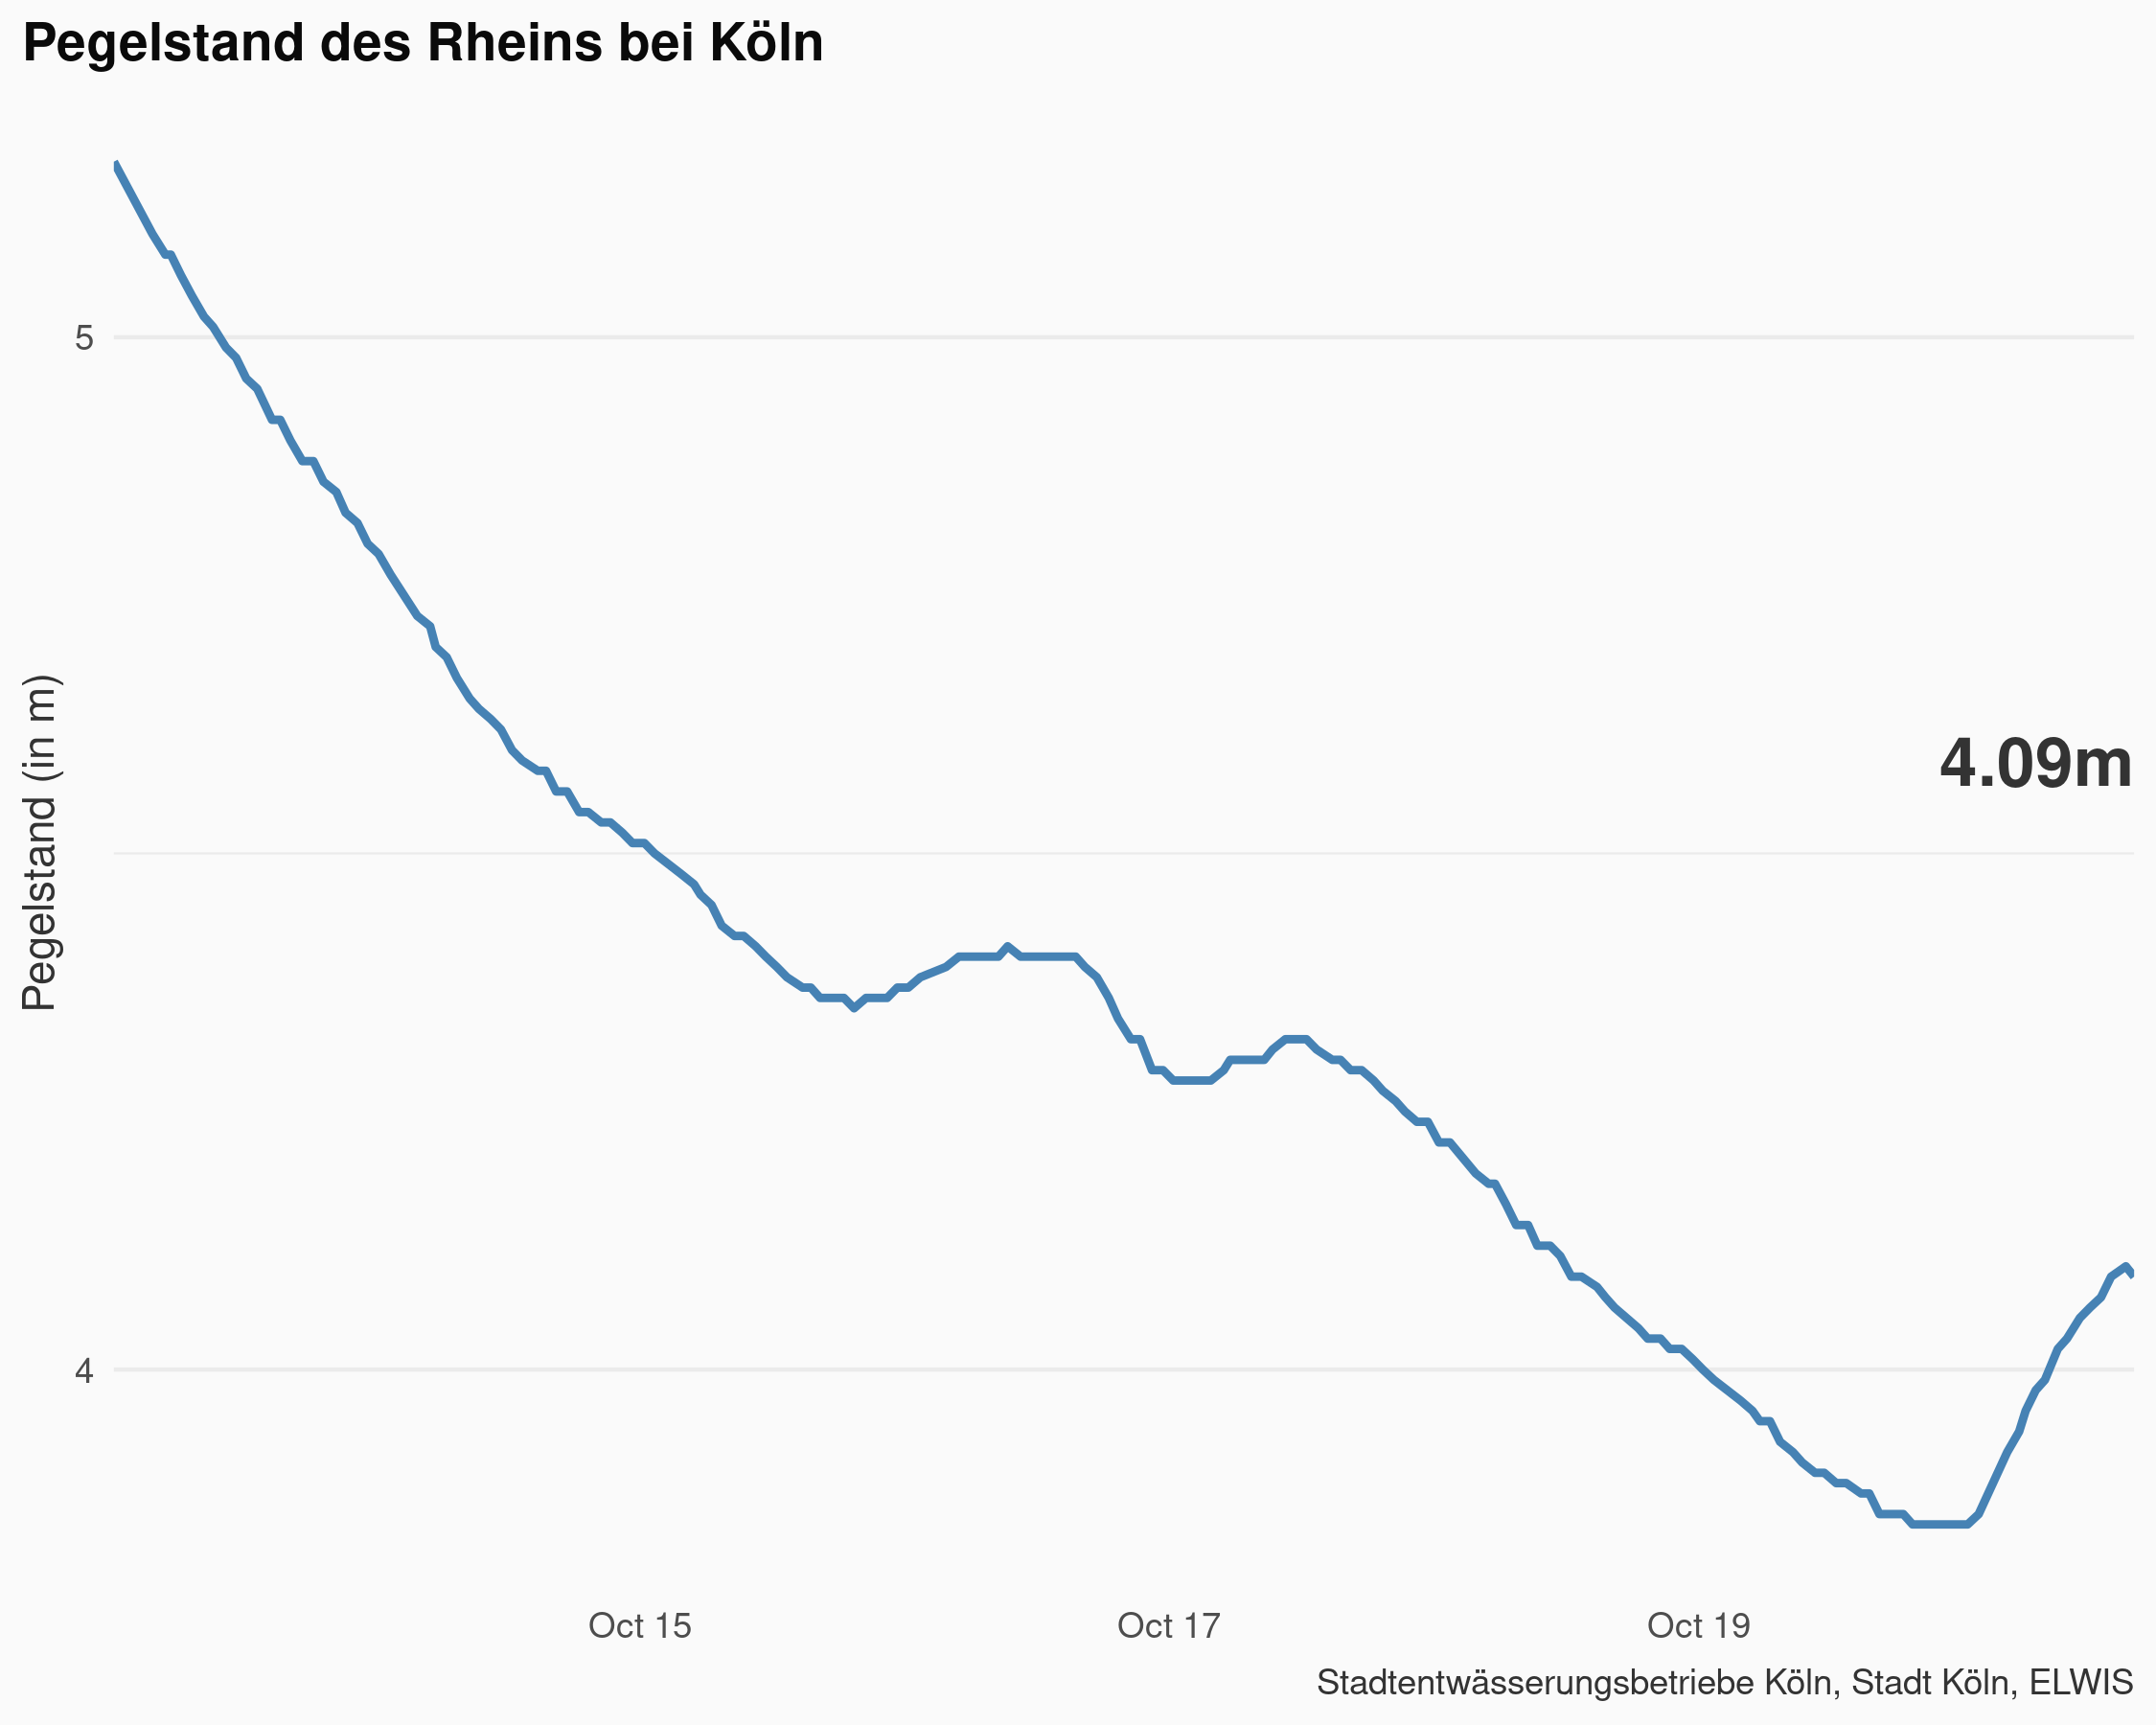 Pegelstand des Rheins bei Köln
Pegelstand (in m)
5
4.09m
4
Oct 15
Oct 17
Oct 19
Stadtentwässerungsbetriebe Köln, Stadt Köln, ELWIS